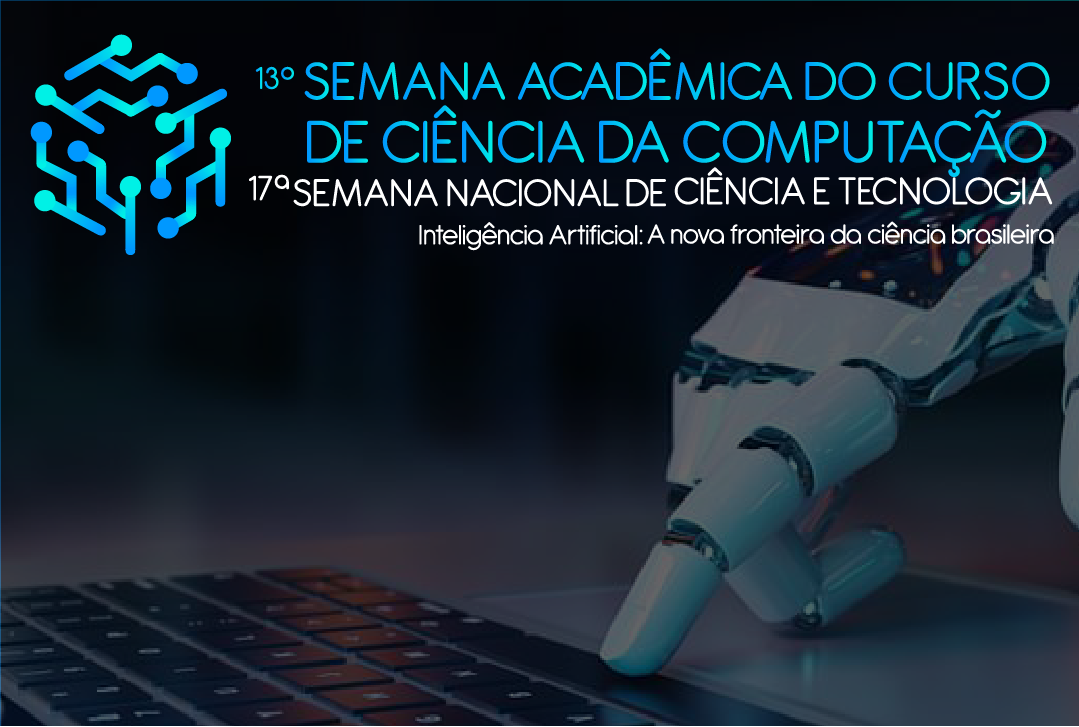 13º SEMANA ACADÊMICA DO CURSO
DE CIÊNCIA DA COMPUTAÇÃO
17ª SEMANA NACIONAL DE CIÊNCIA E TECNOLOGIA
Inteligência Artificial: A nova fronteira da ciência brasileira